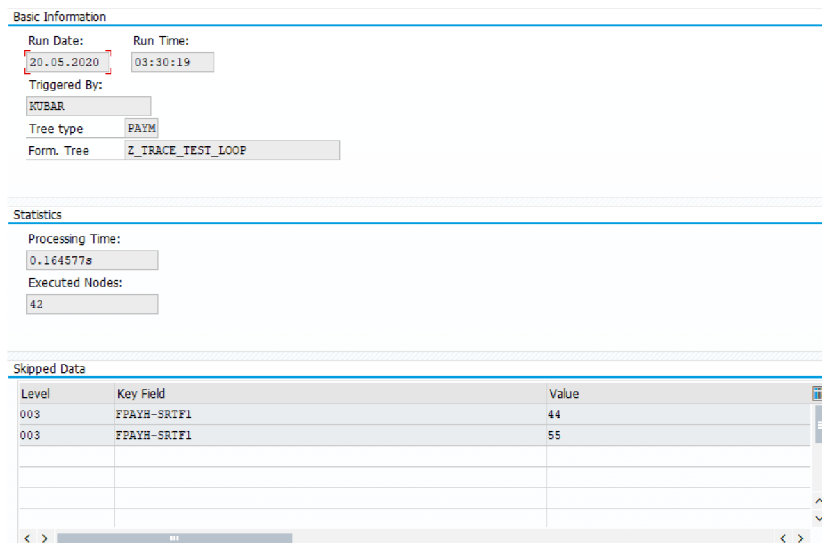 Basic Information
Run Date: Run Time:
20.05.2020 03:30:19
Triggered By:
KUBAR
Tree type PAYM
Form. Tree Z_TRACE_TEST_LOOP
Statistics
Processing Time:
0.164577s
Executed Nodes:
42
Skipped Data
Level Key Field Value
003 FPAYH-SRTF1 44
003 FPAYH-SRTF1 55